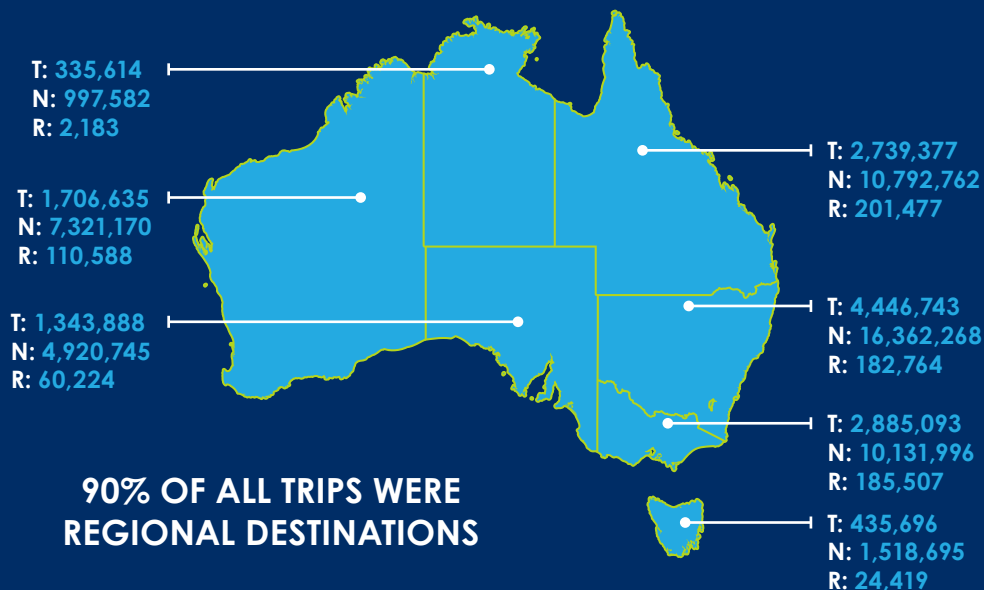 T: 335,614
N: 997,582
R: 2,183
T: 1,706,635
N: 7,321,170
R: 110,588
T: 1,343,888
N: 4,920,745
R: 60,224
T: 2,739,377
N: 10,792,762
R: 201,477
T: 4,446,743
N: 16,362,268
R: 182,764
T: 2,885,093
N: 10,131,996
R: 185,507
T: 435,696
N: 1,518,695
R: 24,419
90% OF ALL TRIPS WERE
REGIONAL DESTINATIONS